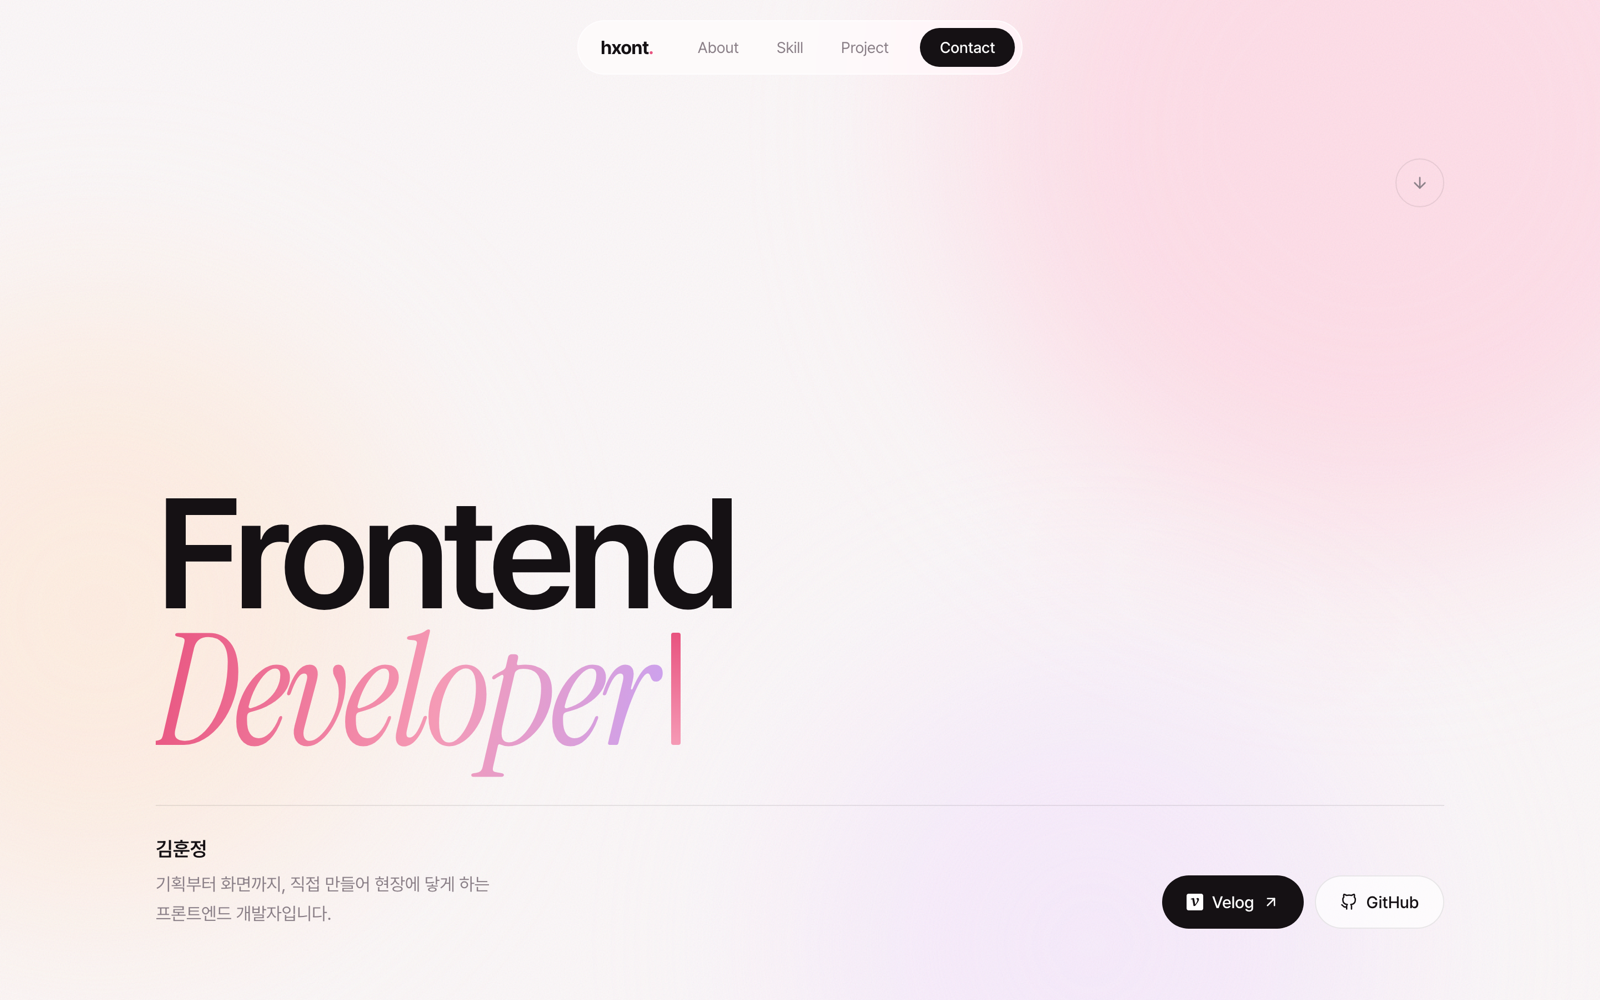 hxont.
About
Skill
Project
Contact
Frontend
Developer
김훈정
기획부터 화면까지, 직접 만들어 현장에 닿게 하는
프론트엔드 개발자입니다.
Velog
GitHub